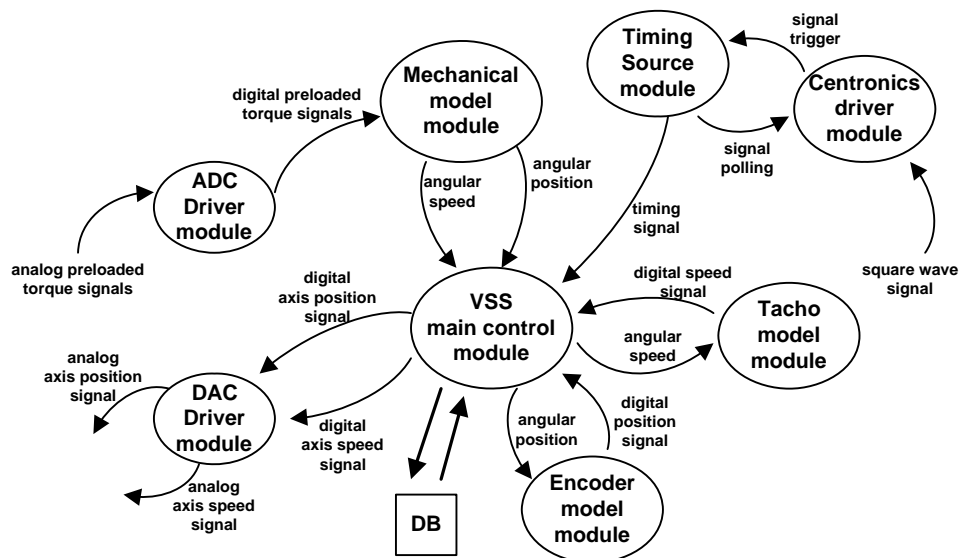 signal
trigger
Timing
Source
module
Centronics
driver
module
Mechanical
model
module
digital preloaded
torque signals
signal
polling
angular
speed
angular
position
ADC
Driver
module
timing
signal
analog preloaded
torque signals
square wave
signal
digital
axis position
signal
VSS
main control
module
digital speed
signal
Tacho
model
module
angular
speed
analog
axis position
signal
DAC
Driver
module
digital
axis speed
signal
angular
position
digital
position
signal
analog
axis speed
signal
DB
Encoder
model
module